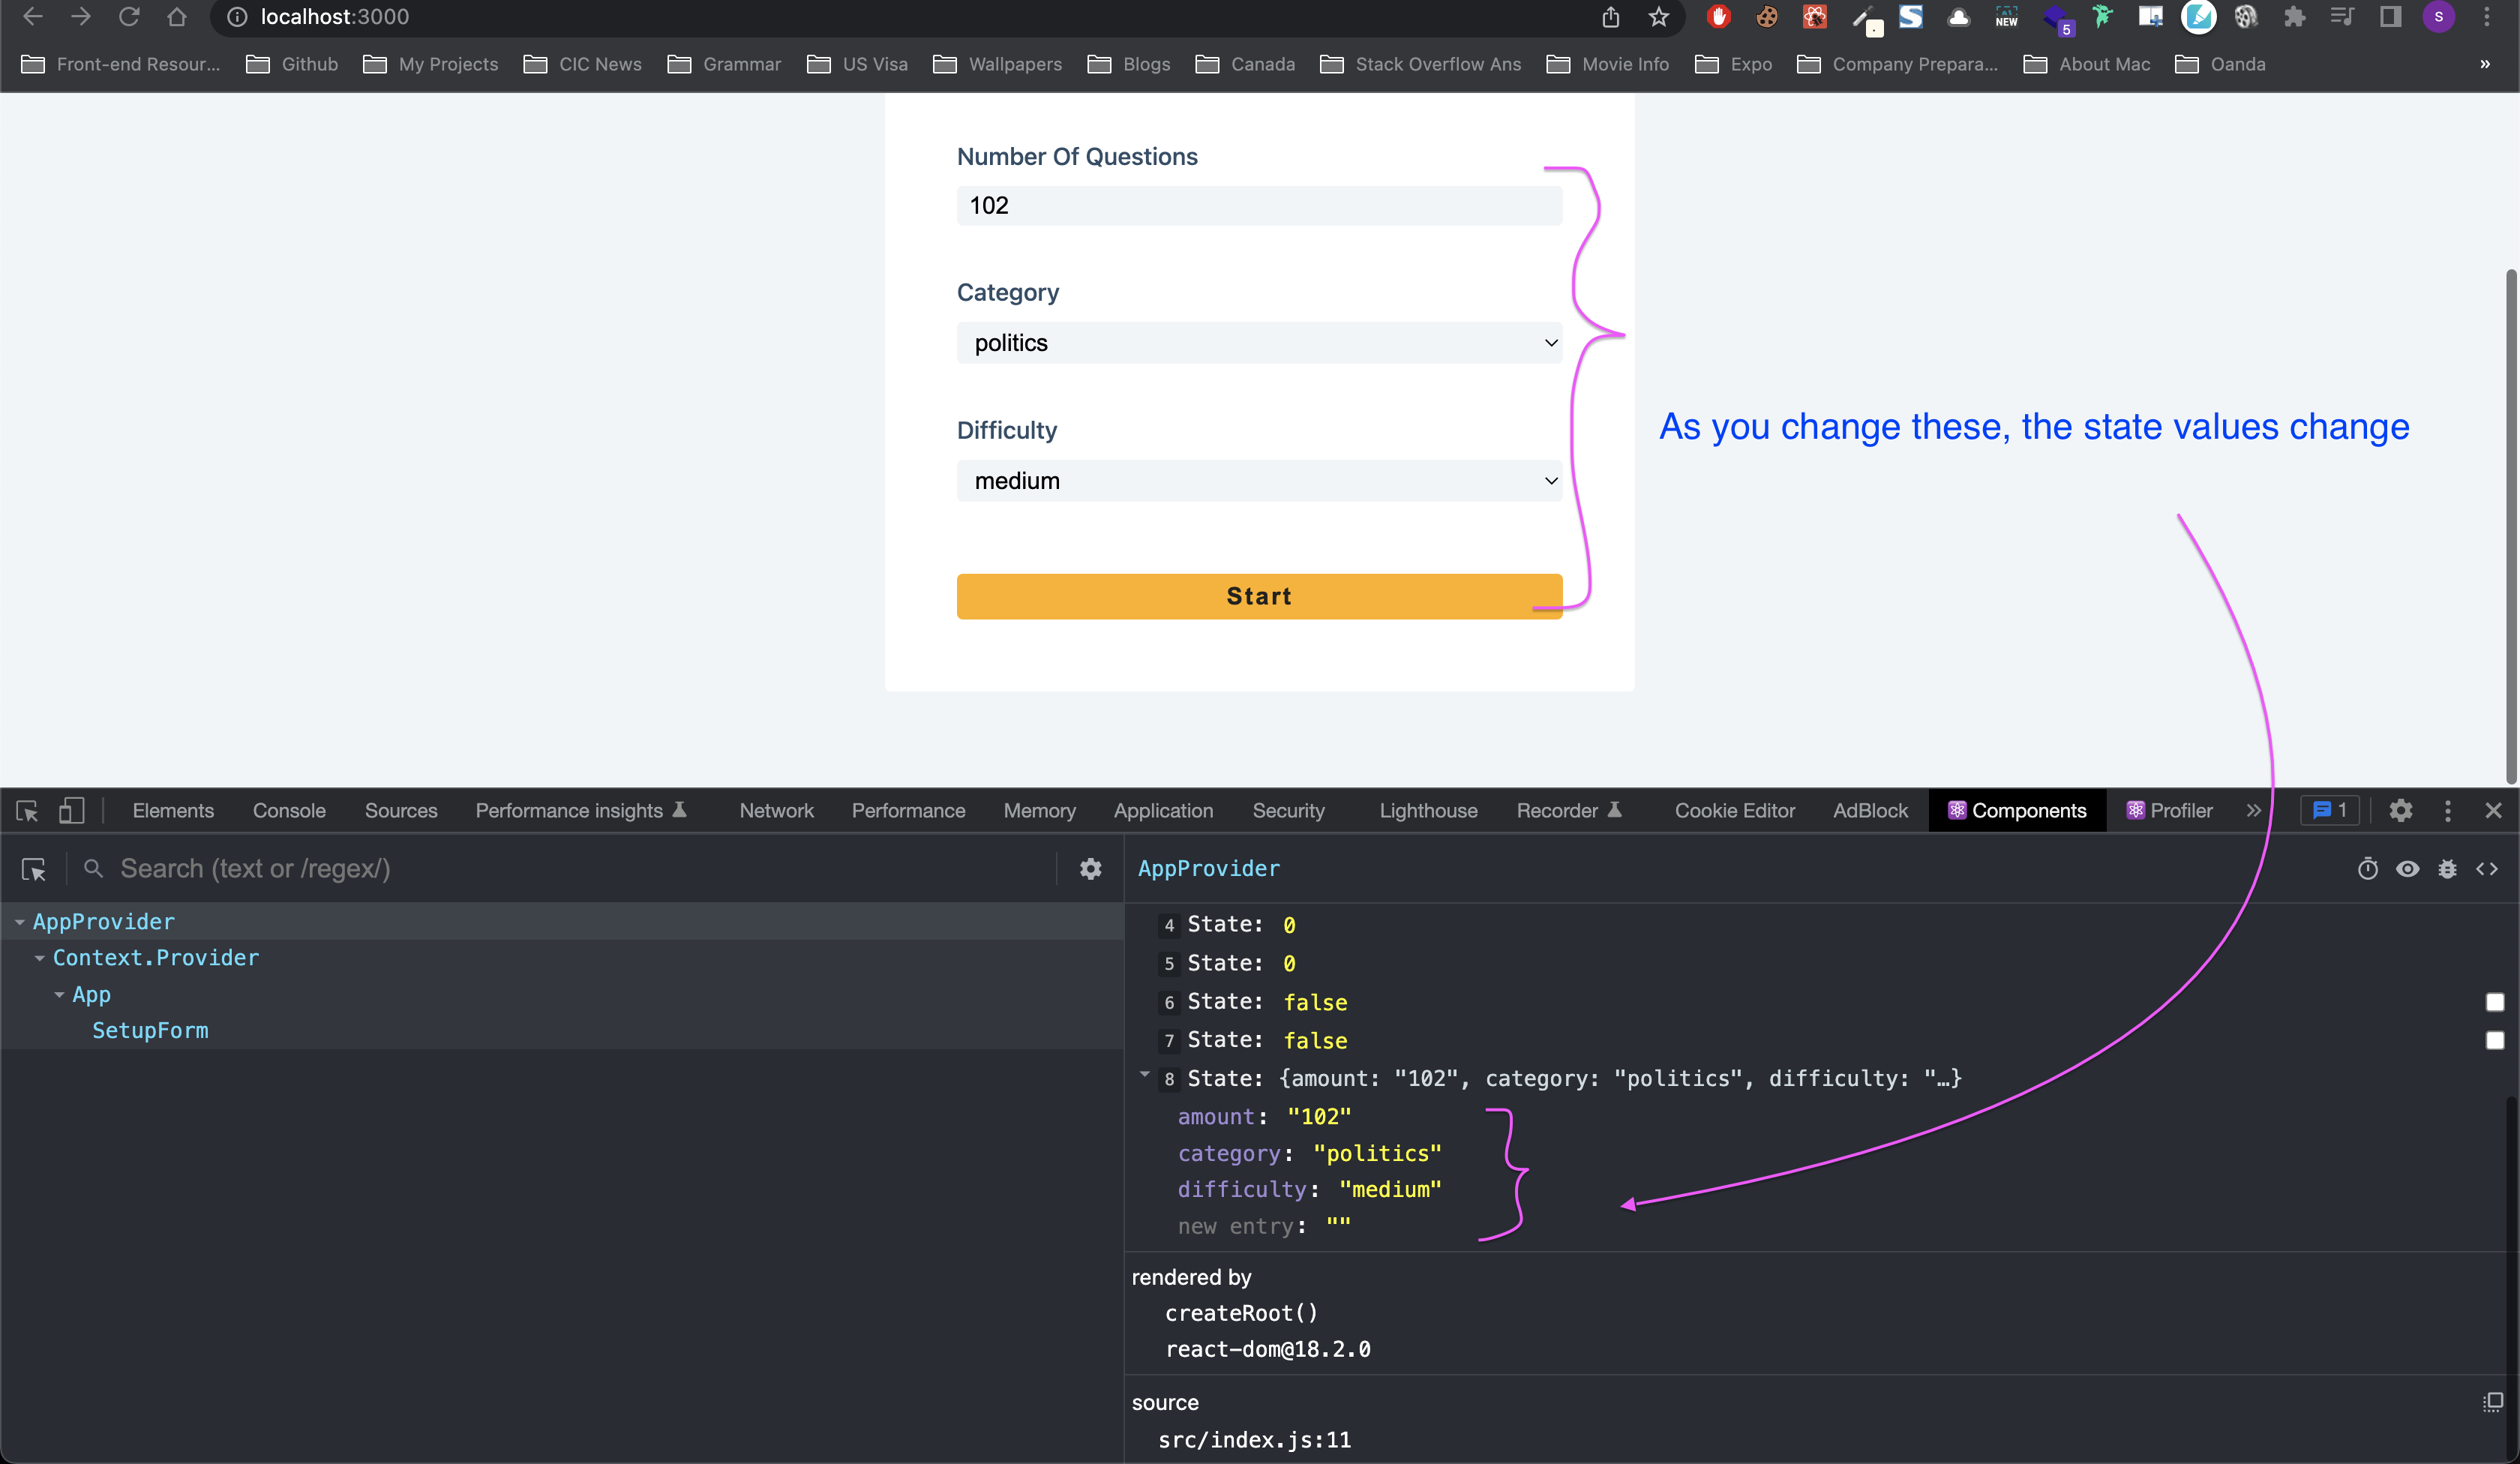 localhost:3000
NEW
5
S
Front-end Resour...
Github
My Projects
CIC News
Grammar
US Visa
Wallpapers
Blogs
Canada
Stack Overflow Ans
Movie Info
Expo
Company Prepara...
About Mac
Oanda
»
Number Of Questions
102
Category
politics
Difficulty
medium
Start
As you change these, the state values change
Elements
Console
Sources
Performance insights
Network
Performance
Memory
Application
Security
Lighthouse
Recorder
Cookie Editor
AdBlock
Components
Profiler
1
Search (text or /regex/)
AppProvider
Context.Provider
App
SetupForm
AppProvider
4 State: 0
5 State: 0
6 State: false
7 State: false
8 State: {amount: "102", category: "politics", difficulty: "…}
amount: "102"
category: "politics"
difficulty: "medium"
new entry: ""
rendered by
createRoot()
react-dom@18.2.0
source
src/index.js:11